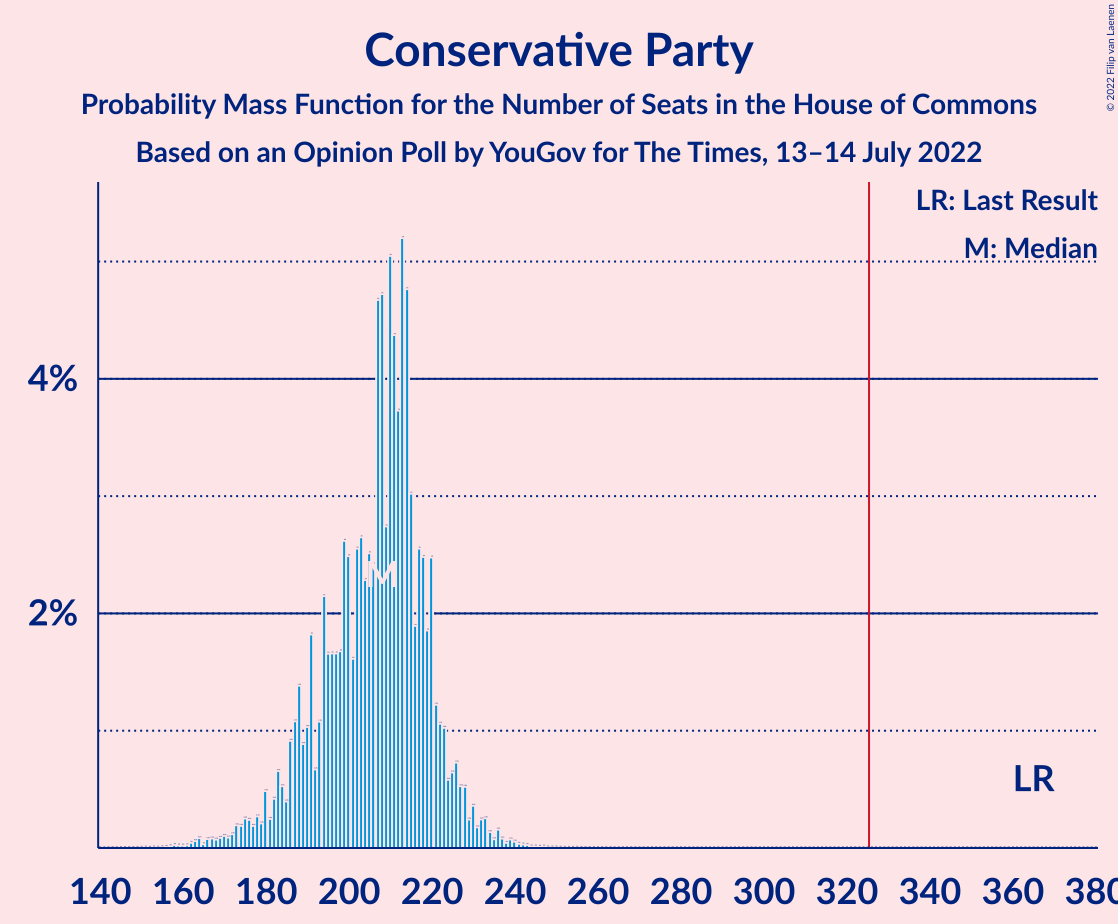 Conservative Party
Probability Mass Function for the Number of Seats in the House of Commons
Based on an Opinion Poll by YouGov for The Times, 13–14 July 2022
© 2022 Filip van Laenen
LR: Last Result
M: Median
4%
2%
M
LR
140 160 180 200 220 240 260 280 300 320 340 360 380